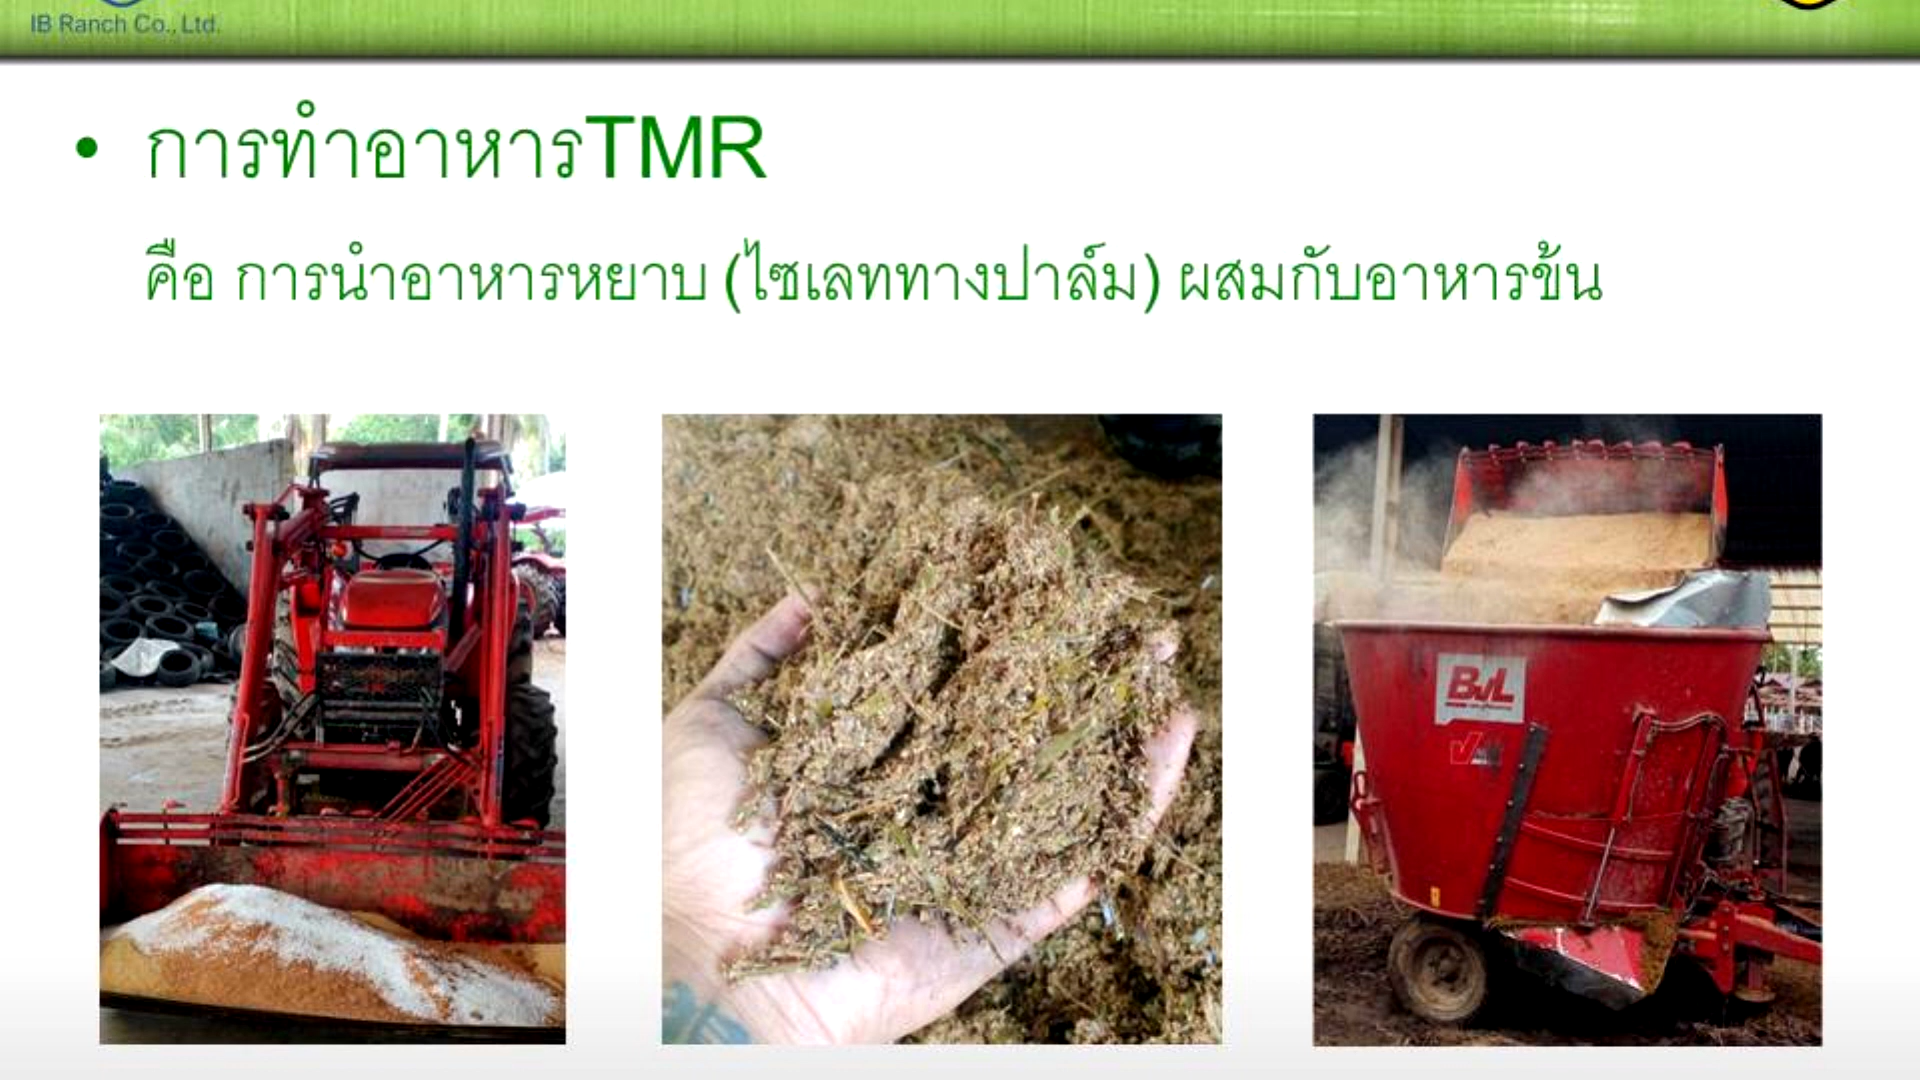 IB Ranch Co., Ltd.
• การทำอาหารTMR
คือ การนำอาหารหยาบ (ไซเลททางปาล์ม) ผสมกับอาหารข้น
BvL